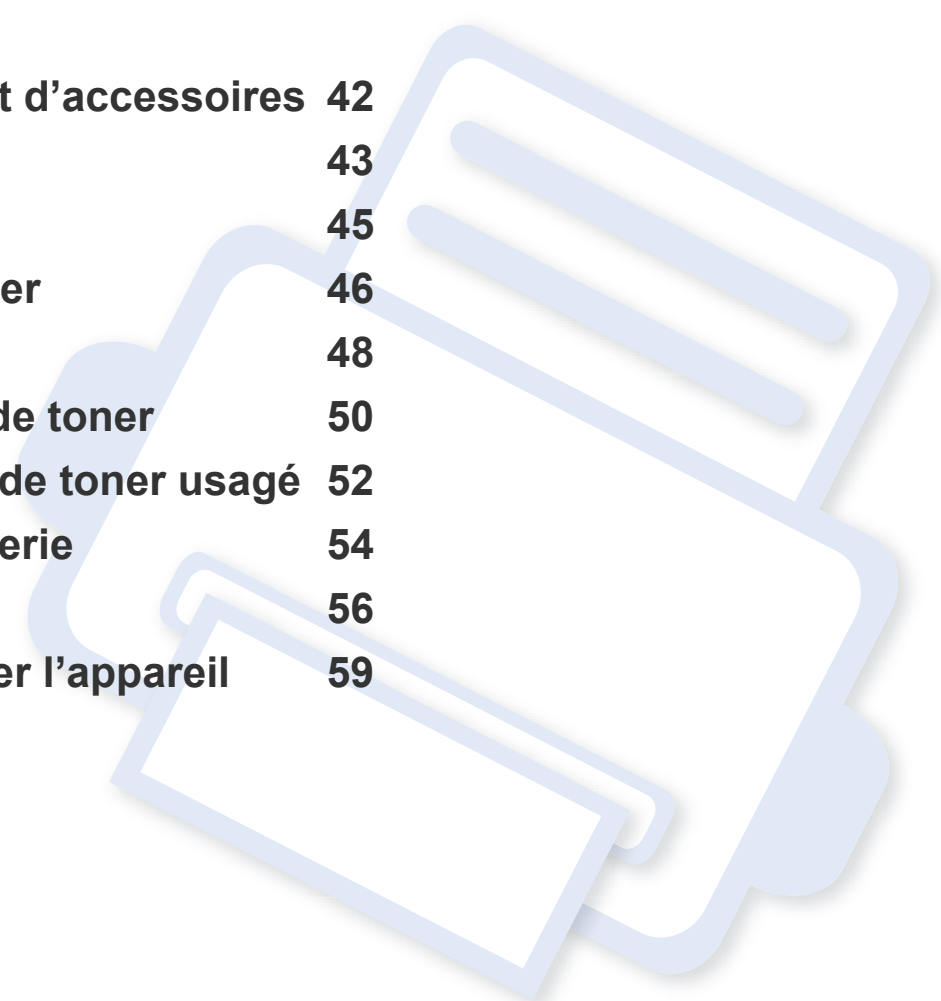 t d’accessoires 42
43
45
er 46
48
de toner 50
de toner usagé 52
erie 54
56
er l’appareil 59